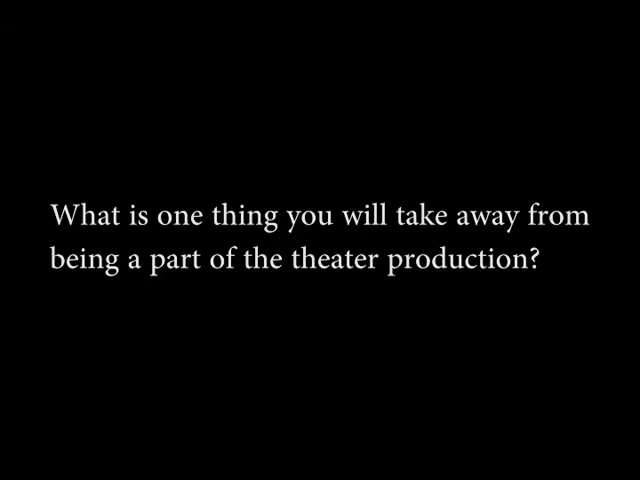 What is one thing you will take away from
being a part of the theater production?